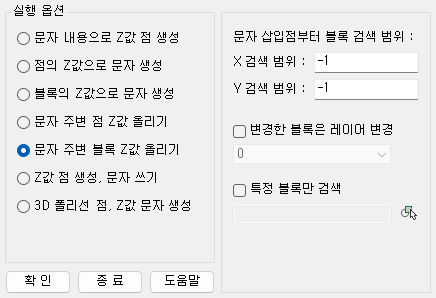 실행 옵션
문자 내용으로 Z값 점 생성
점의 Z값으로 문자 생성
블록의 Z값으로 문자 생성
문자 주변 점 Z값 올리기
문자 주변 블록 Z값 올리기
Z값 점 생성, 문자 쓰기
3D 폴리선 점, Z값 문자 생성
확 인
종 료
도움말
문자 삽입점부터 블록 검색 범위 :
X 검색 범위 : -1
Y 검색 범위 : -1
변경한 블록은 레이어 변경
0
특정 블록만 검색